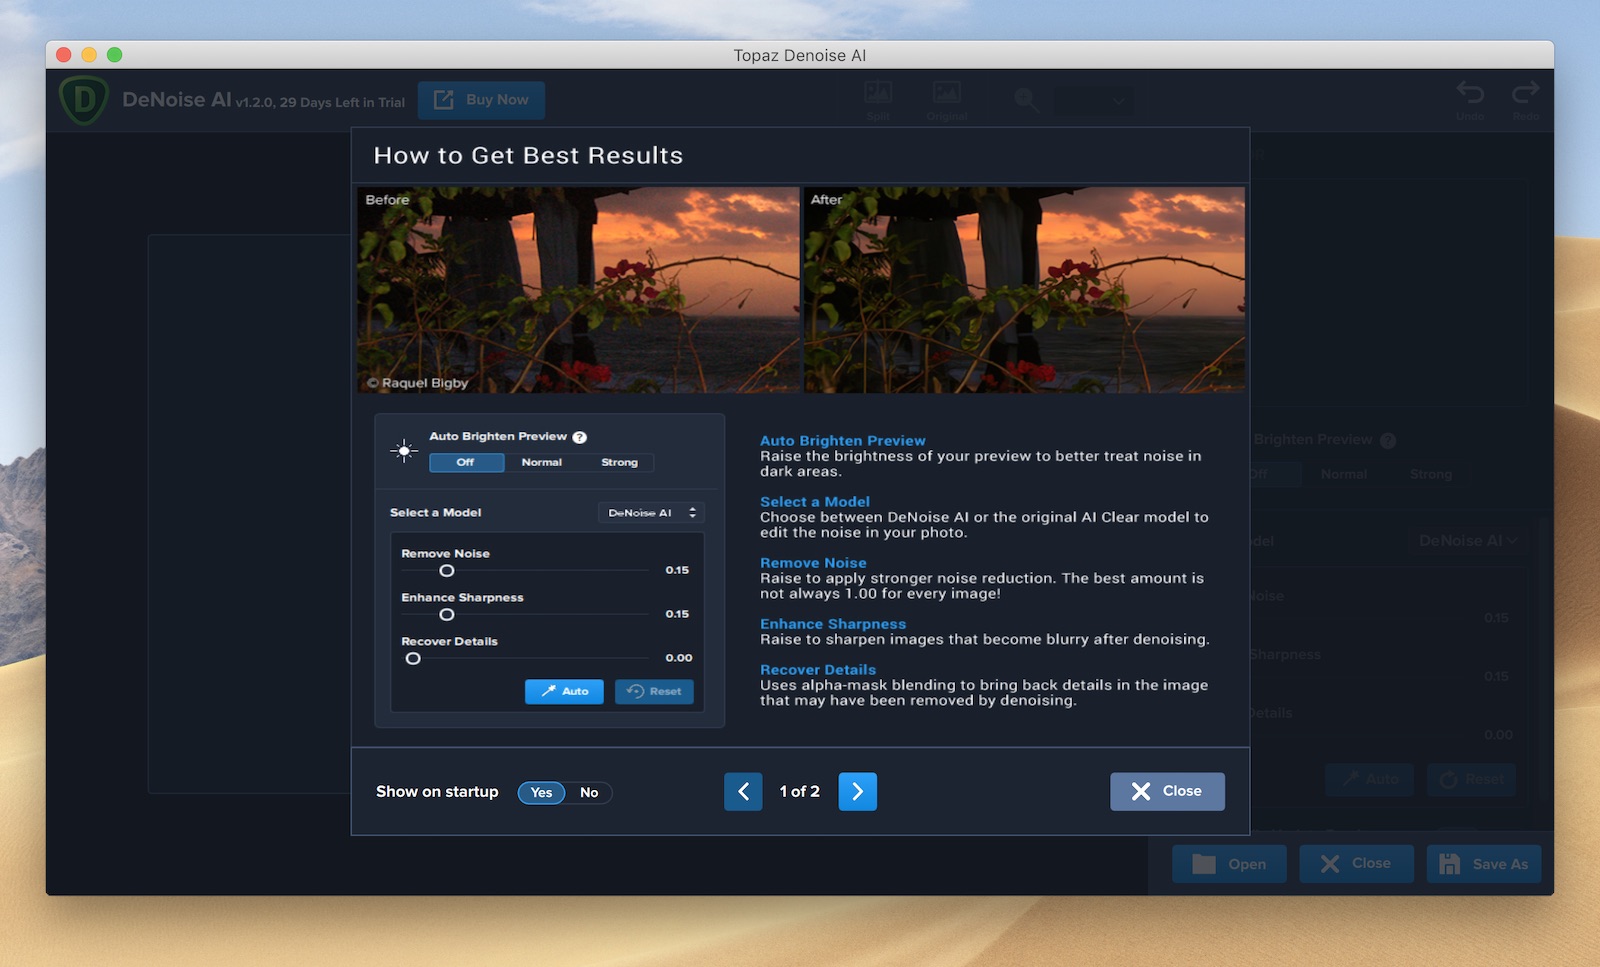 Topaz Denoise AI
DeNoise AI v1.2.0, 29 Days Left in Trial
Buy Now
Split
Original
Undo
Redo
How to Get Best Results
Before
After
© Raquel Bigby
Auto Brighten Preview ?
Off
Normal
Strong
Select a Model
DeNoise AI
Remove Noise
0.15
Enhance Sharpness
0.15
Recover Details
0.00
Auto
Reset
Auto Brighten Preview
Raise the brightness of your preview to better treat noise in
dark areas.
Select a Model
Choose between DeNoise AI or the original AI Clear model to
edit the noise in your photo.
Remove Noise
Raise to apply stronger noise reduction. The best amount is
not always 1.00 for every image!
Enhance Sharpness
Raise to sharpen images that become blurry after denoising.
Recover Details
Uses alpha-mask blending to bring back details in the image
that may have been removed by denoising.
Show on startup
Yes
No
1 of 2
Close
Brighten Preview ?
Off
Normal
Strong
del
DeNoise AI
loise
0.15
Sharpness
0.15
Details
0.00
Auto
Reset
Open
Close
Save As